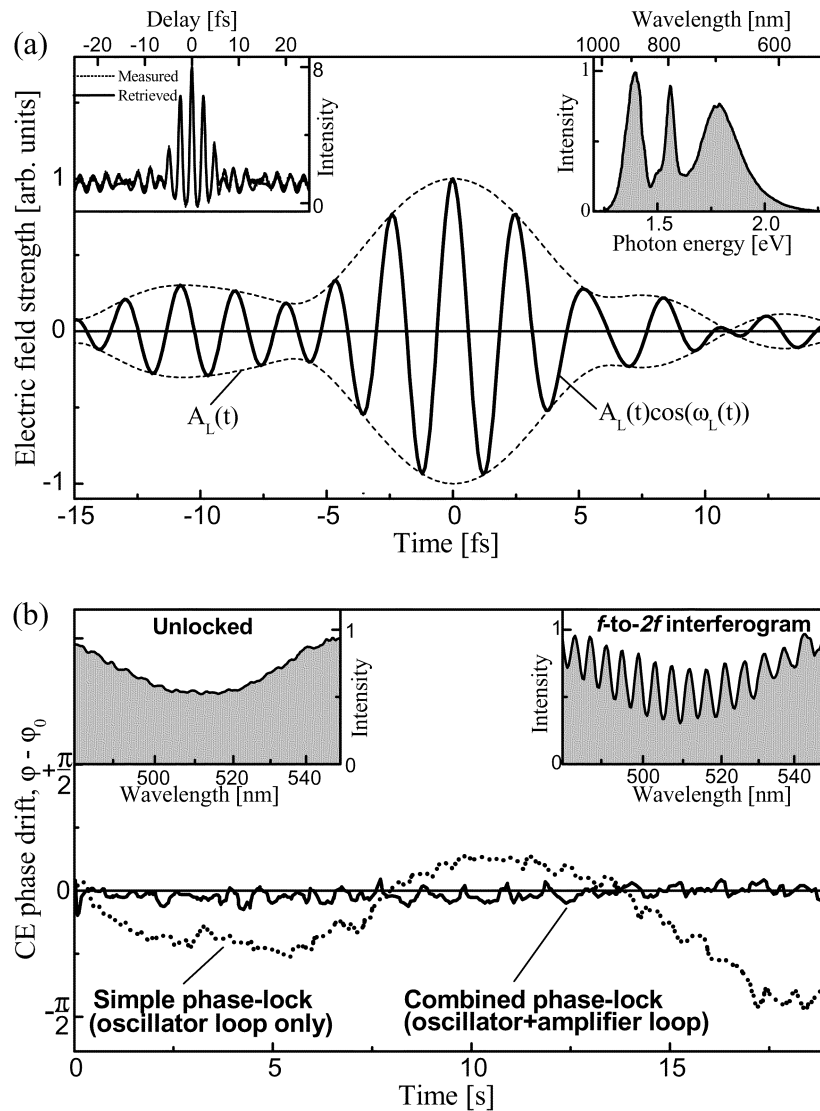 (a)
Delay [fs]
-20 -10 0 10 20
Measured
Retrieved
8
0
Intensity
Wavelength [nm]
1000 800 600
1
0
Intensity
1.5 2.0
Photon energy [eV]
Electric field strength [arb. units]
1
0
-1
A_L(t)
A_L(t)cos(ω_L(t))
-15 -10 -5 0 5 10
Time [fs]
(b)
Unlocked
1
0
Intensity
500 520 540
Wavelength [nm]
f-to-2f interferogram
1
0
Intensity
500 520 540
Wavelength [nm]
CE phase drift, φ - φ_0
+π/2
0
-π/2
Simple phase-lock
(oscillator loop only)
Combined phase-lock
(oscillator+amplifier loop)
0 5 10 15
Time [s]